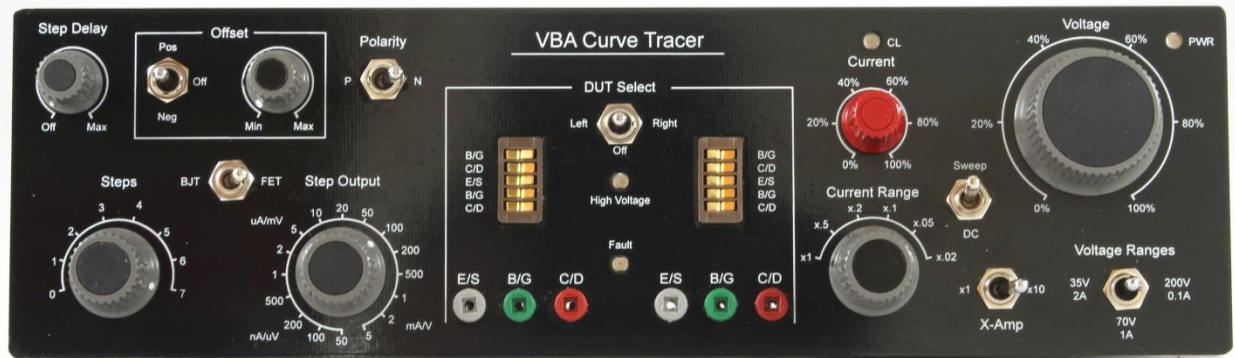 VBA Curve Tracer
Step Delay
Off Max
Offset
Pos
Off
Neg
Min Max
Polarity
P N
BJT FET
Steps
0 1 2 3 4 5 6 7
Step Output
uA/mV
1 2 5 10 20 50 100 200 500
1 2 5
mA/V
50 100 200 500
nA/uV
DUT Select
Left Right
Off
High Voltage
Fault
B/G
C/D
E/S
B/G
C/D
B/G
C/D
E/S
B/G
C/D
E/S B/G C/D
E/S B/G C/D
CL
Current
0% 20% 40% 60% 80% 100%
Current Range
x1 x.5 x.2 x.1 x.05 x.02
Sweep
DC
Voltage
0% 20% 40% 60% 80% 100%
PWR
x1 x10
X-Amp
Voltage Ranges
35V
2A
200V
0.1A
70V
1A